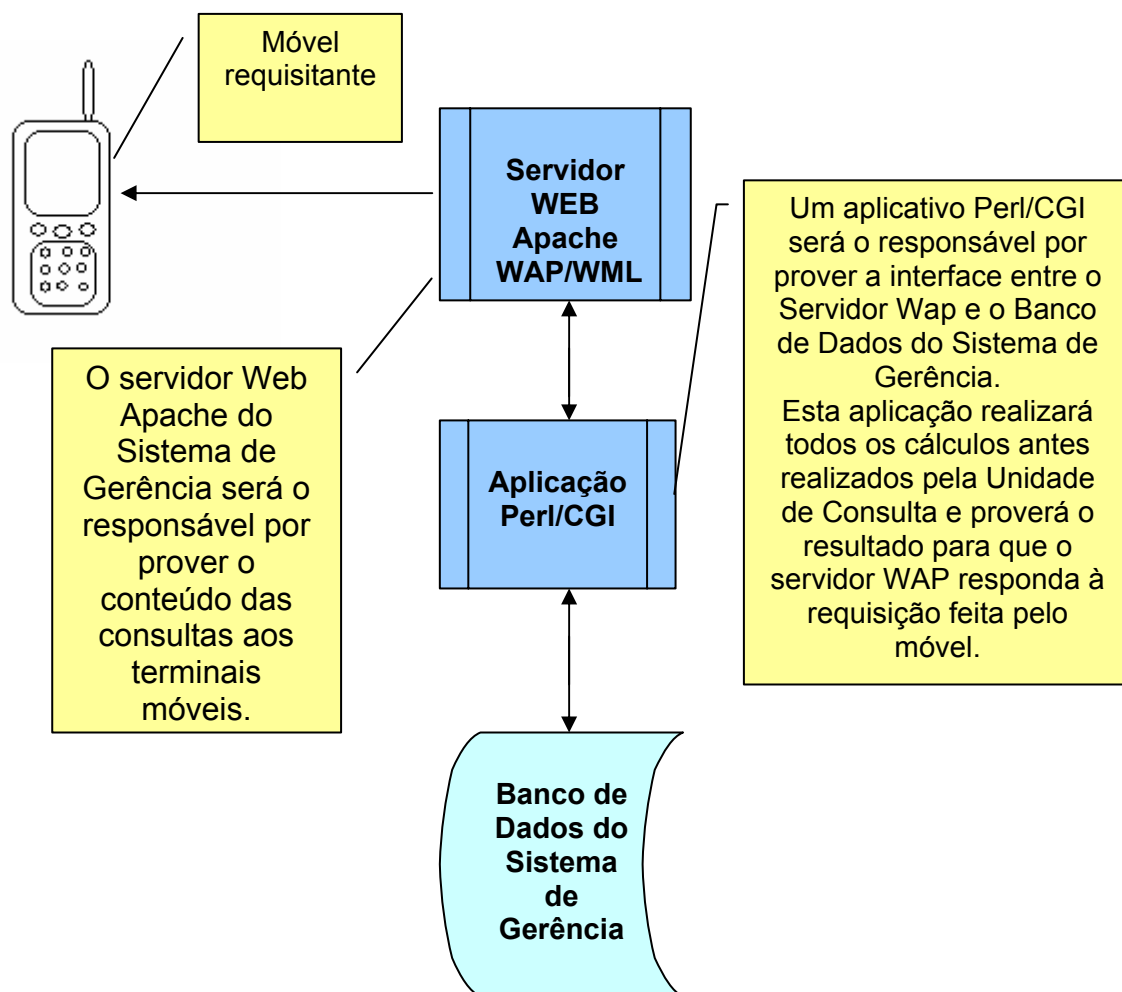 Móvel
requisitante
Servidor
WEB
Apache
WAP/WML
Um aplicativo Perl/CGI
será o responsável por
prover a interface entre o
Servidor Wap e o Banco
de Dados do Sistema de
Gerência.
Esta aplicação realizará
todos os cálculos antes
realizados pela Unidade
de Consulta e proverá o
resultado para que o
servidor WAP responda à
requisição feita pelo
móvel.
O servidor Web
Apache do
Sistema de
Gerência será o
responsável por
prover o
conteúdo das
consultas aos
terminais
móveis.
Aplicação
Perl/CGI
Banco de
Dados do
Sistema
de
Gerência